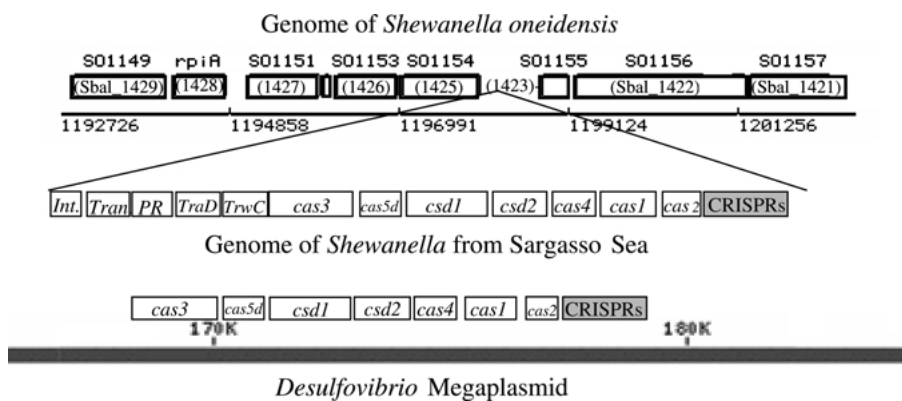 Genome of Shewanella oneidensis
SO1149 rpiA SO1151 SO1153 SO1154 SO1155 SO1156 SO1157
(Sbal_1429) (1428) (1427) (1426) (1425) (1423) (Sbal_1422) (Sbal_1421)
1192726 1194858 1196991 1199124 1201256
Int. Tran PR TraD TrwC cas3 cas5d csd1 csd2 cas4 cas1 cas 2 CRISPRs
Genome of Shewanella from Sargasso Sea
cas3 cas5d csd1 csd2 cas4 cas1 cas2 CRISPRs
170K 180K
Desulfovibrio Megaplasmid